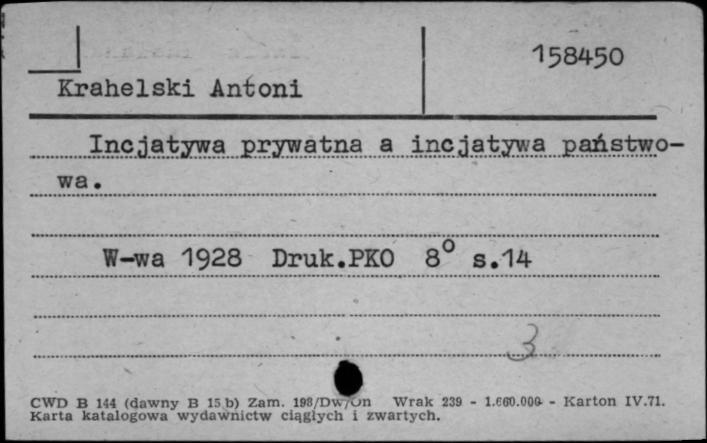 158450
Krahelski Antoni
Incjatywa prywatna a incjatywa państwo-
wa.
W-wa 1928 Druk.PKO 8° s.14
3
CWD B 144 (dawny B 15 b) Zam. 198/Dw/On Wrak 239 - 1.660.000 - Karton IV.71.
Karta katalogowa wydawnictw ciągłych i zwartych.